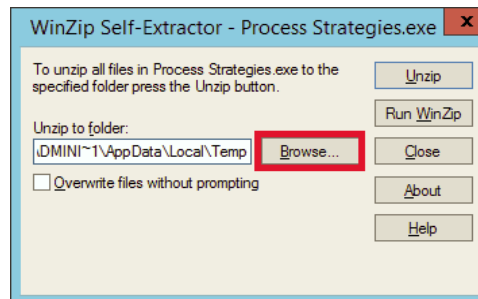 WinZip Self-Extractor - Process Strategies.exe
x
To unzip all files in Process Strategies.exe to the
specified folder press the Unzip button.
Unzip to folder:
\DMINI~1\AppData\Local\Temp
Browse...
Overwrite files without prompting
Unzip
Run WinZip
Close
About
Help